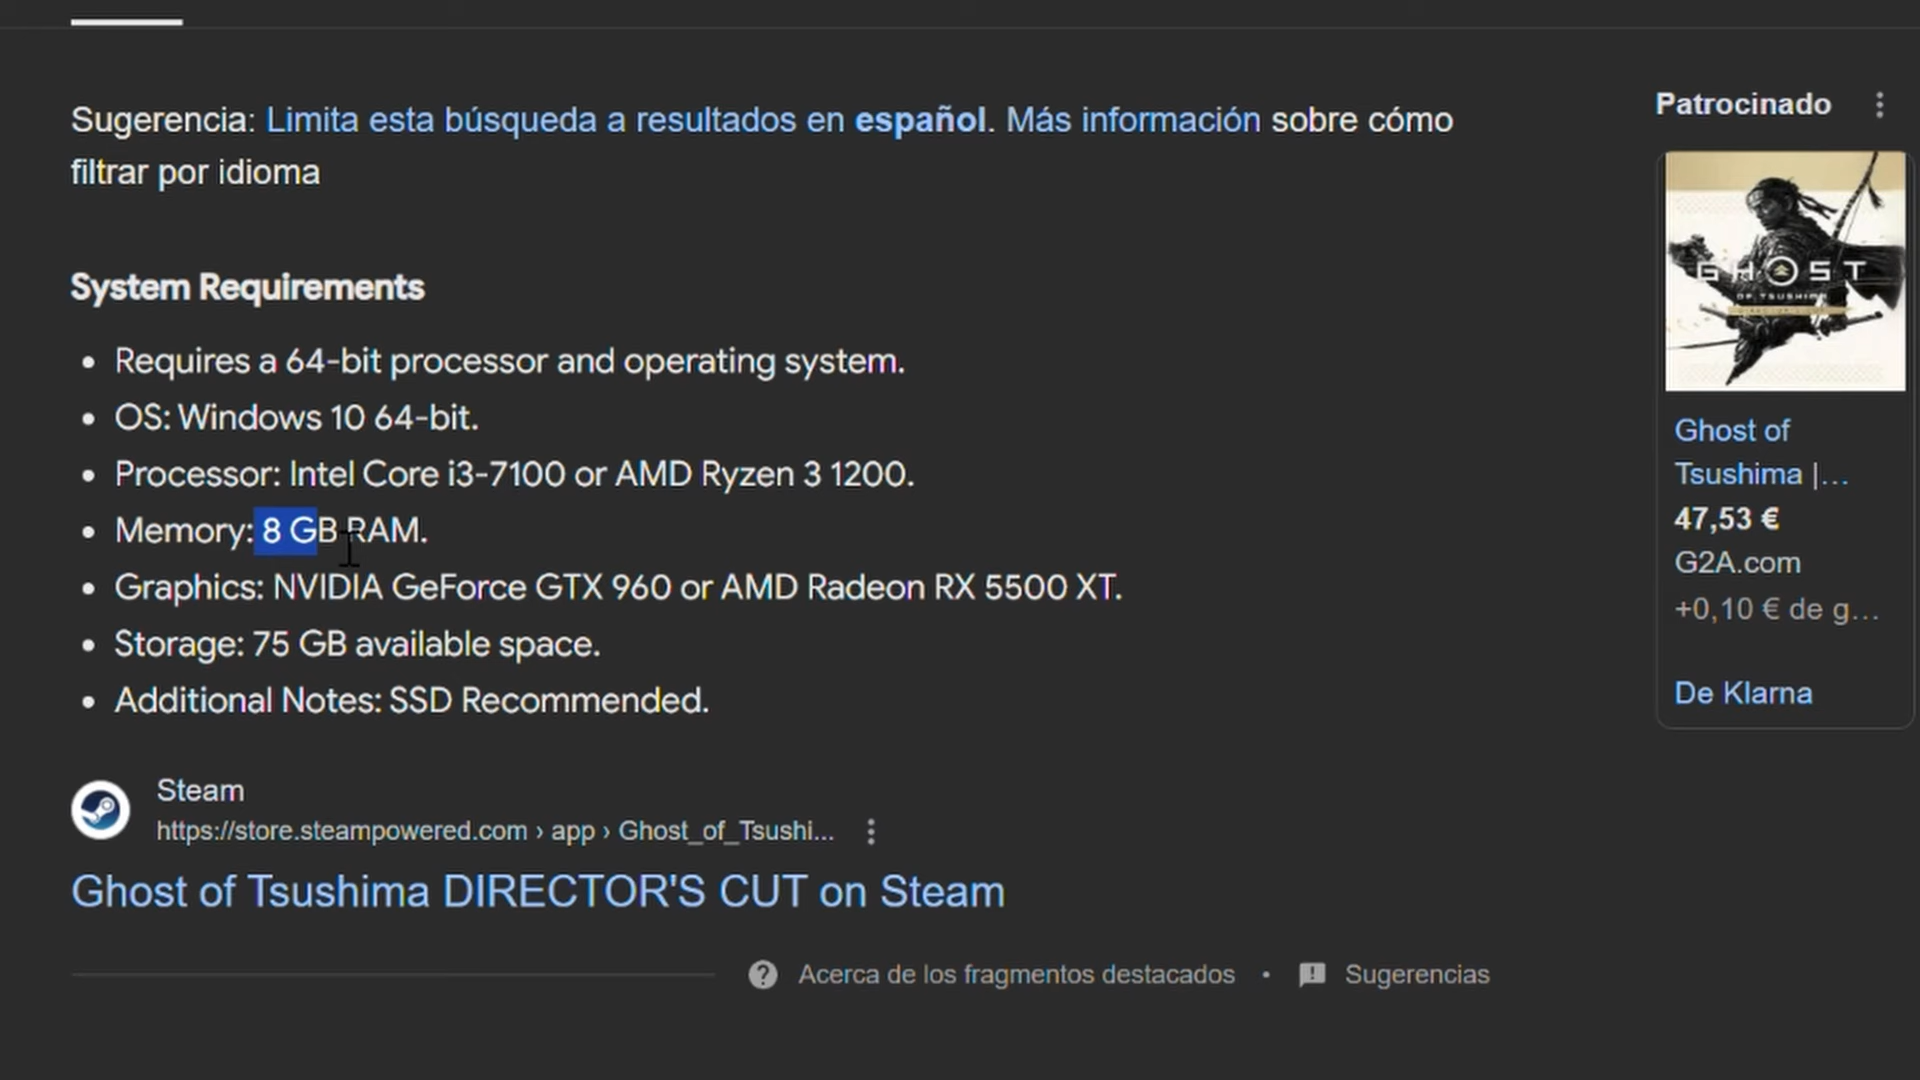 Sugerencia: Limita esta búsqueda a resultados en español. Más información sobre cómo
filtrar por idioma
System Requirements
• Requires a 64-bit processor and operating system.
• OS: Windows 10 64-bit.
• Processor: Intel Core i3-7100 or AMD Ryzen 3 1200.
• Memory: 8 GB RAM.
• Graphics: NVIDIA GeForce GTX 960 or AMD Radeon RX 5500 XT.
• Storage: 75 GB available space.
• Additional Notes: SSD Recommended.
Steam
https://store.steampowered.com › app › Ghost_of_Tsushi...
Ghost of Tsushima DIRECTOR'S CUT on Steam
Acerca de los fragmentos destacados • Sugerencias
Patrocinado
GHOST
OF TSUSHIMA
Ghost of
Tsushima |...
47,53 €
G2A.com
+0,10 € de g...
De Klarna